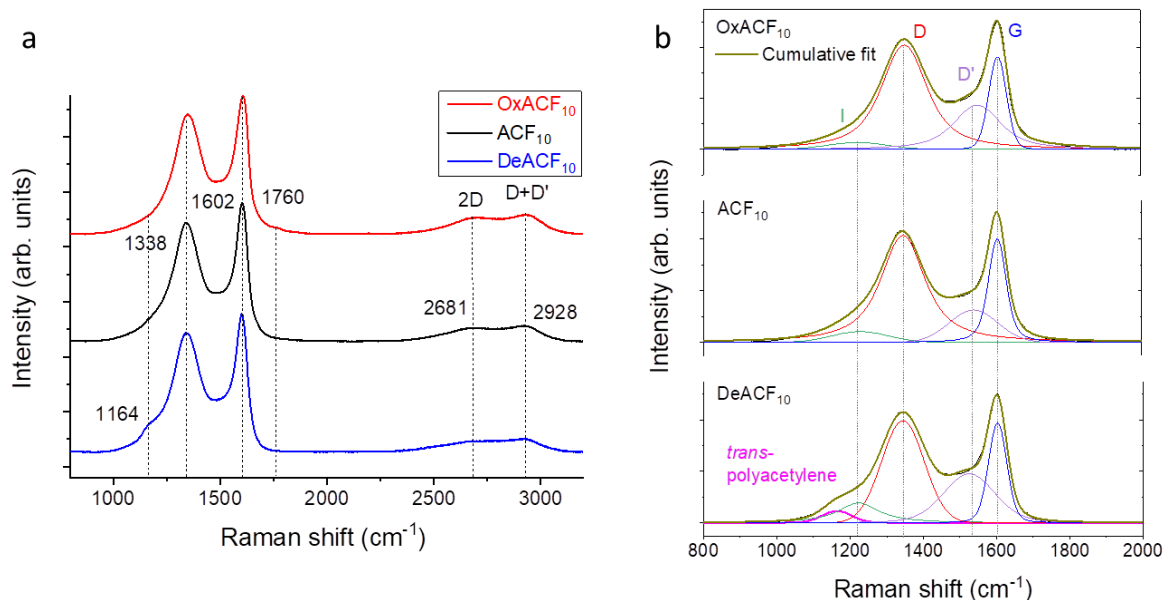 a
OxACF10
ACF10
DeACF10
1338
1602
1760
2D
D+D'
2681
2928
1164
Intensity (arb. units)
1000
1500
2000
2500
3000
Raman shift (cm-1)
b
OxACF10
Cumulative fit
D
G
D'
I
ACF10
DeACF10
trans-
polyacetylene
Intensity (arb. units)
800
1000
1200
1400
1600
1800
2000
Raman shift (cm-1)